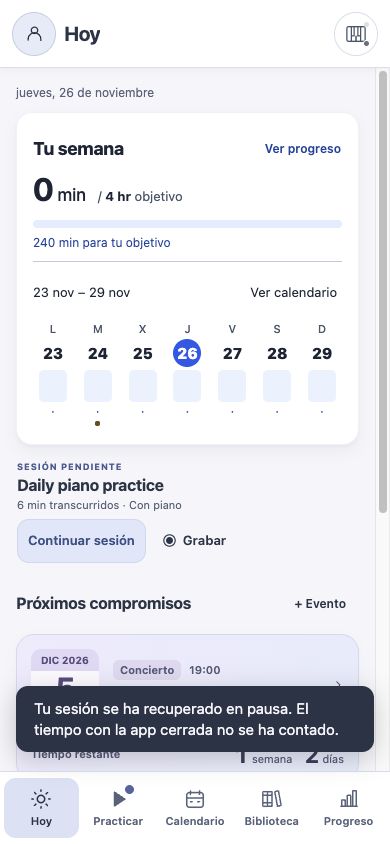 Hoy
jueves, 26 de noviembre
Tu semana
Ver progreso
0 min / 4 hr objetivo
240 min para tu objetivo
23 nov – 29 nov
Ver calendario
L M X J V S D
23 24 25 26 27 28 29
SESIÓN PENDIENTE
Daily piano practice
6 min transcurridos · Con piano
Continuar sesión
Grabar
Próximos compromisos
+ Evento
DIC 2026
Concierto 19:00
Tu sesión se ha recuperado en pausa. El
tiempo con la app cerrada no se ha contado.
Tiempo restante
1 semana 2 días
Hoy
Practicar
Calendario
Biblioteca
Progreso